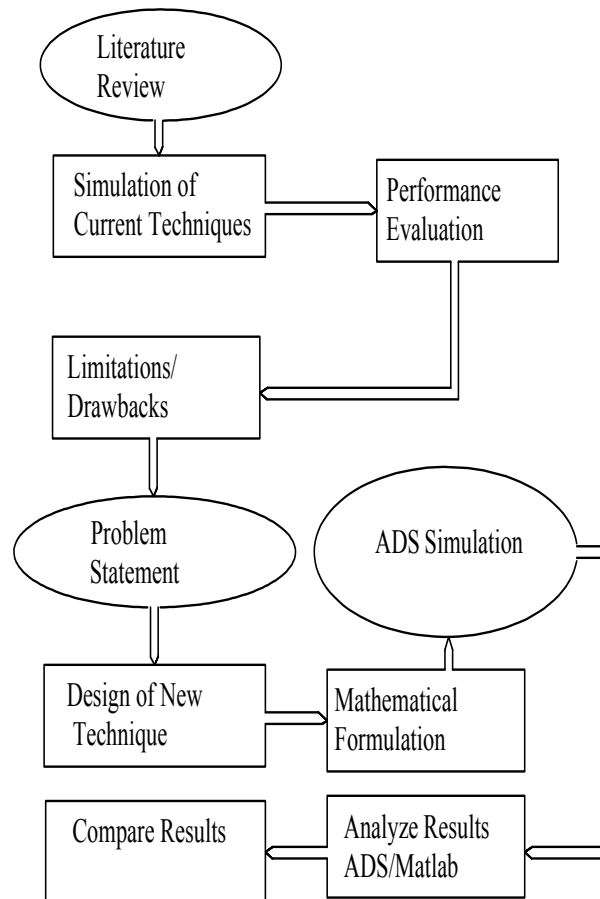 Literature
Review
Simulation of
Current Techniques
Performance
Evaluation
Limitations/
Drawbacks
Problem
Statement
ADS Simulation
Design of New
Technique
Mathematical
Formulation
Analyze Results
ADS/Matlab
Compare Results